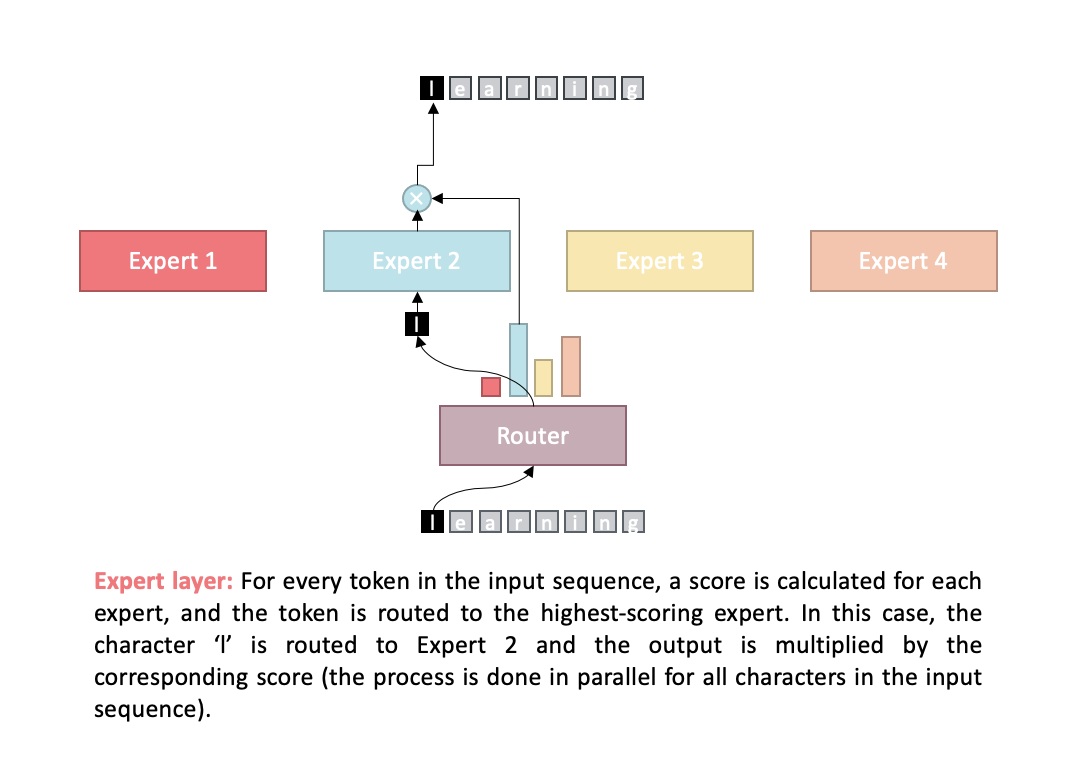 l e a r n i n g
×
Expert 1 Expert 2 Expert 3 Expert 4
l
Router
l e a r n i n g
Expert layer: For every token in the input sequence, a score is calculated for each
expert, and the token is routed to the highest-scoring expert. In this case, the
character ‘l’ is routed to Expert 2 and the output is multiplied by the
corresponding score (the process is done in parallel for all characters in the input
sequence).